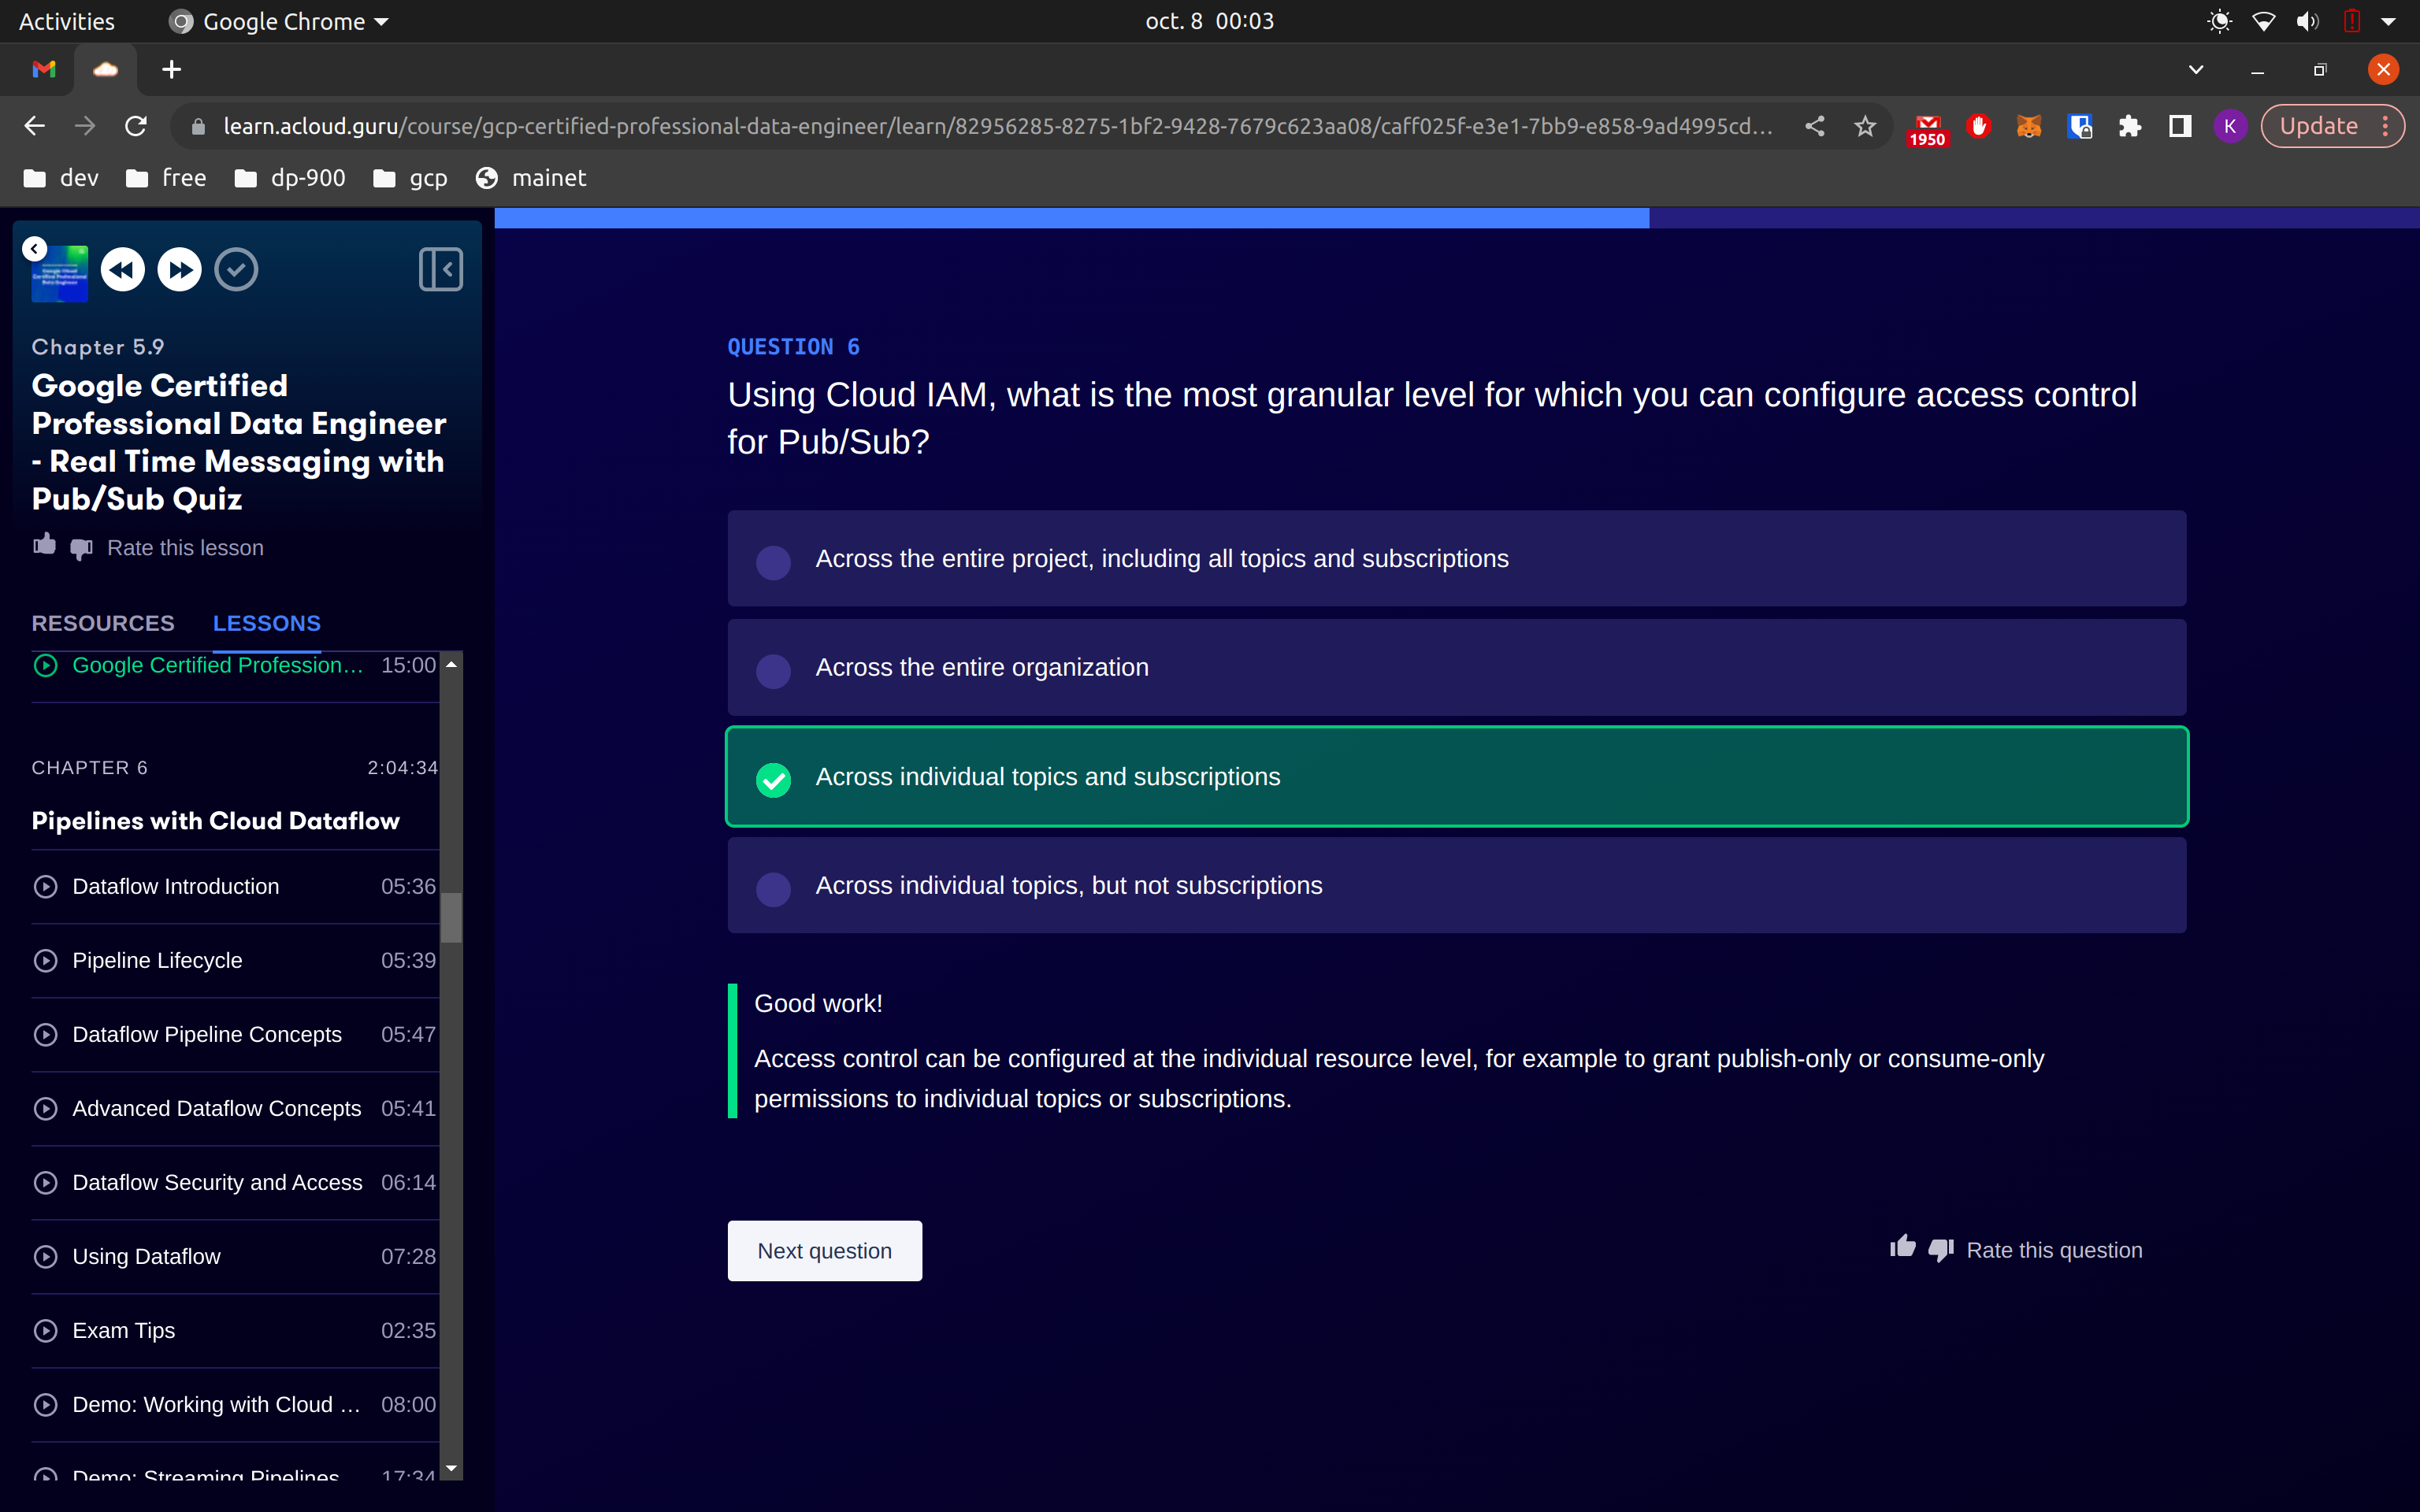 Activities
Google Chrome
oct. 8 00:03
learn.acloud.guru/course/gcp-certified-professional-data-engineer/learn/82956285-8275-1bf2-9428-7679c623aa08/caff025f-e3e1-7bb9-e858-9ad4995cd...
1950
K
Update
dev
free
dp-900
gcp
mainet
Chapter 5.9
Google Certified
Professional Data Engineer
- Real Time Messaging with
Pub/Sub Quiz
Rate this lesson
RESOURCES
LESSONS
Google Certified Profession... 15:00
CHAPTER 6 2:04:34
Pipelines with Cloud Dataflow
Dataflow Introduction 05:36
Pipeline Lifecycle 05:39
Dataflow Pipeline Concepts 05:47
Advanced Dataflow Concepts 05:41
Dataflow Security and Access 06:14
Using Dataflow 07:28
Exam Tips 02:35
Demo: Working with Cloud ... 08:00
Demo: Streaming Pipelines 17:34
QUESTION 6
Using Cloud IAM, what is the most granular level for which you can configure access control
for Pub/Sub?
Across the entire project, including all topics and subscriptions
Across the entire organization
Across individual topics and subscriptions
Across individual topics, but not subscriptions
Good work!
Access control can be configured at the individual resource level, for example to grant publish-only or consume-only
permissions to individual topics or subscriptions.
Next question
Rate this question